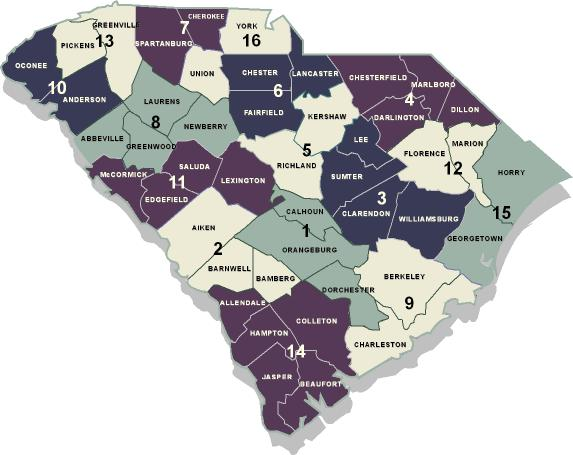 CHEROKEE
GREENVILLE
7
YORK
13
SPARTANBURG
16
PICKENS
OCONEE
UNION
CHESTER
LANCASTER
CHESTERFIELD
MARLBORO
10
6
ANDERSON
LAURENS
4
DILLON
FAIRFIELD
KERSHAW
DARLINGTON
8
NEWBERRY
ABBEVILLE
GREENWOOD
LEE
MARION
5
FLORENCE
SALUDA
RICHLAND
12
HORRY
McCORMICK
SUMTER
11
LEXINGTON
EDGEFIELD
3
CALHOUN
CLARENDON
WILLIAMSBURG
15
AIKEN
1
GEORGETOWN
2
ORANGEBURG
BARNWELL
BAMBERG
BERKELEY
DORCHESTER
ALLENDALE
9
COLLETON
HAMPTON
CHARLESTON
14
JASPER
BEAUFORT